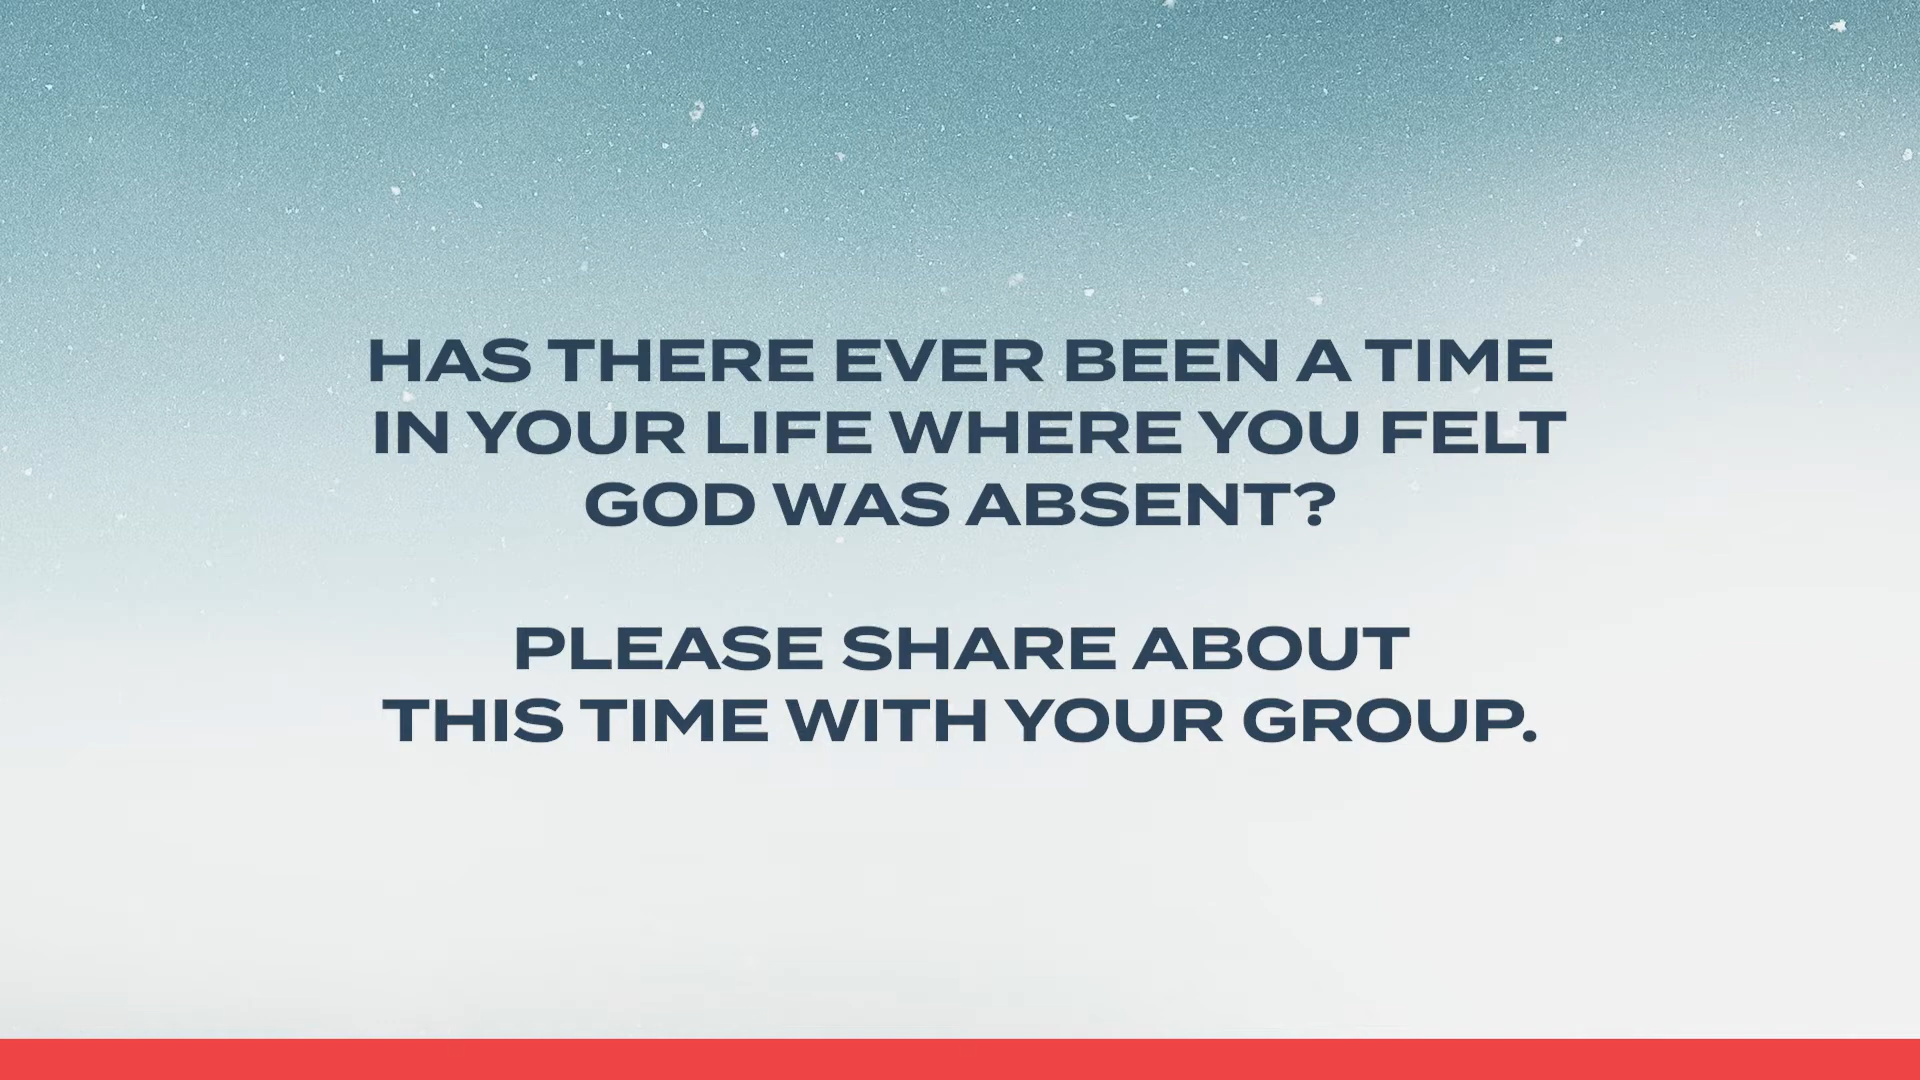 HAS THERE EVER BEEN A TIME
IN YOUR LIFE WHERE YOU FELT
GOD WAS ABSENT?
PLEASE SHARE ABOUT
THIS TIME WITH YOUR GROUP.